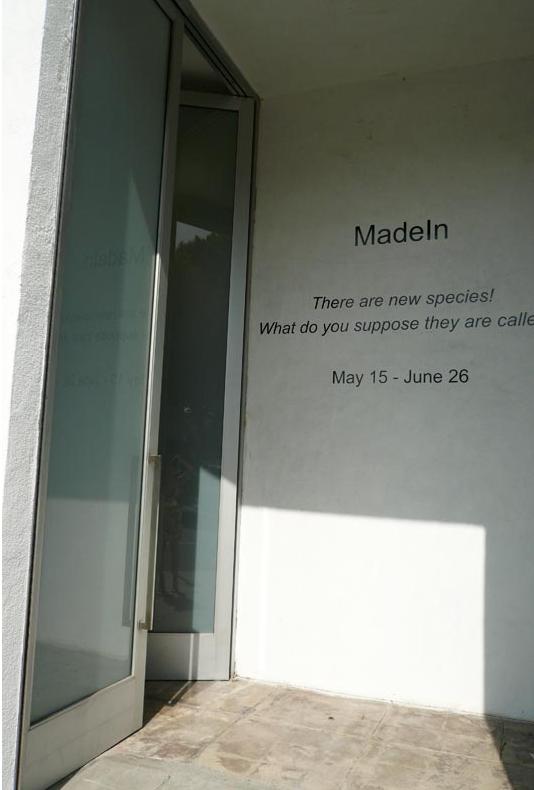 MadeIn
There are new species!
What do you suppose they are calle
May 15 - June 26